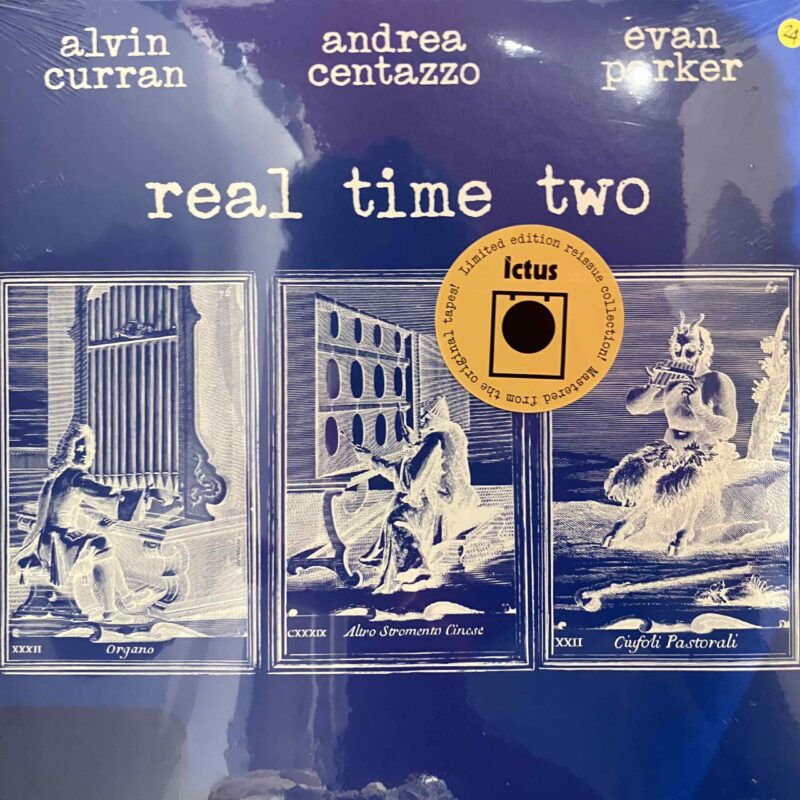 alvin
curran
andrea
centazzo
evan
parker
24
real time two
Limited edition reissue collection! Mastered from the original tapes!
ictus
XXXII Organo
CXXXIX Altro Stromento Cinese
XXII Ciufoli Pastorali